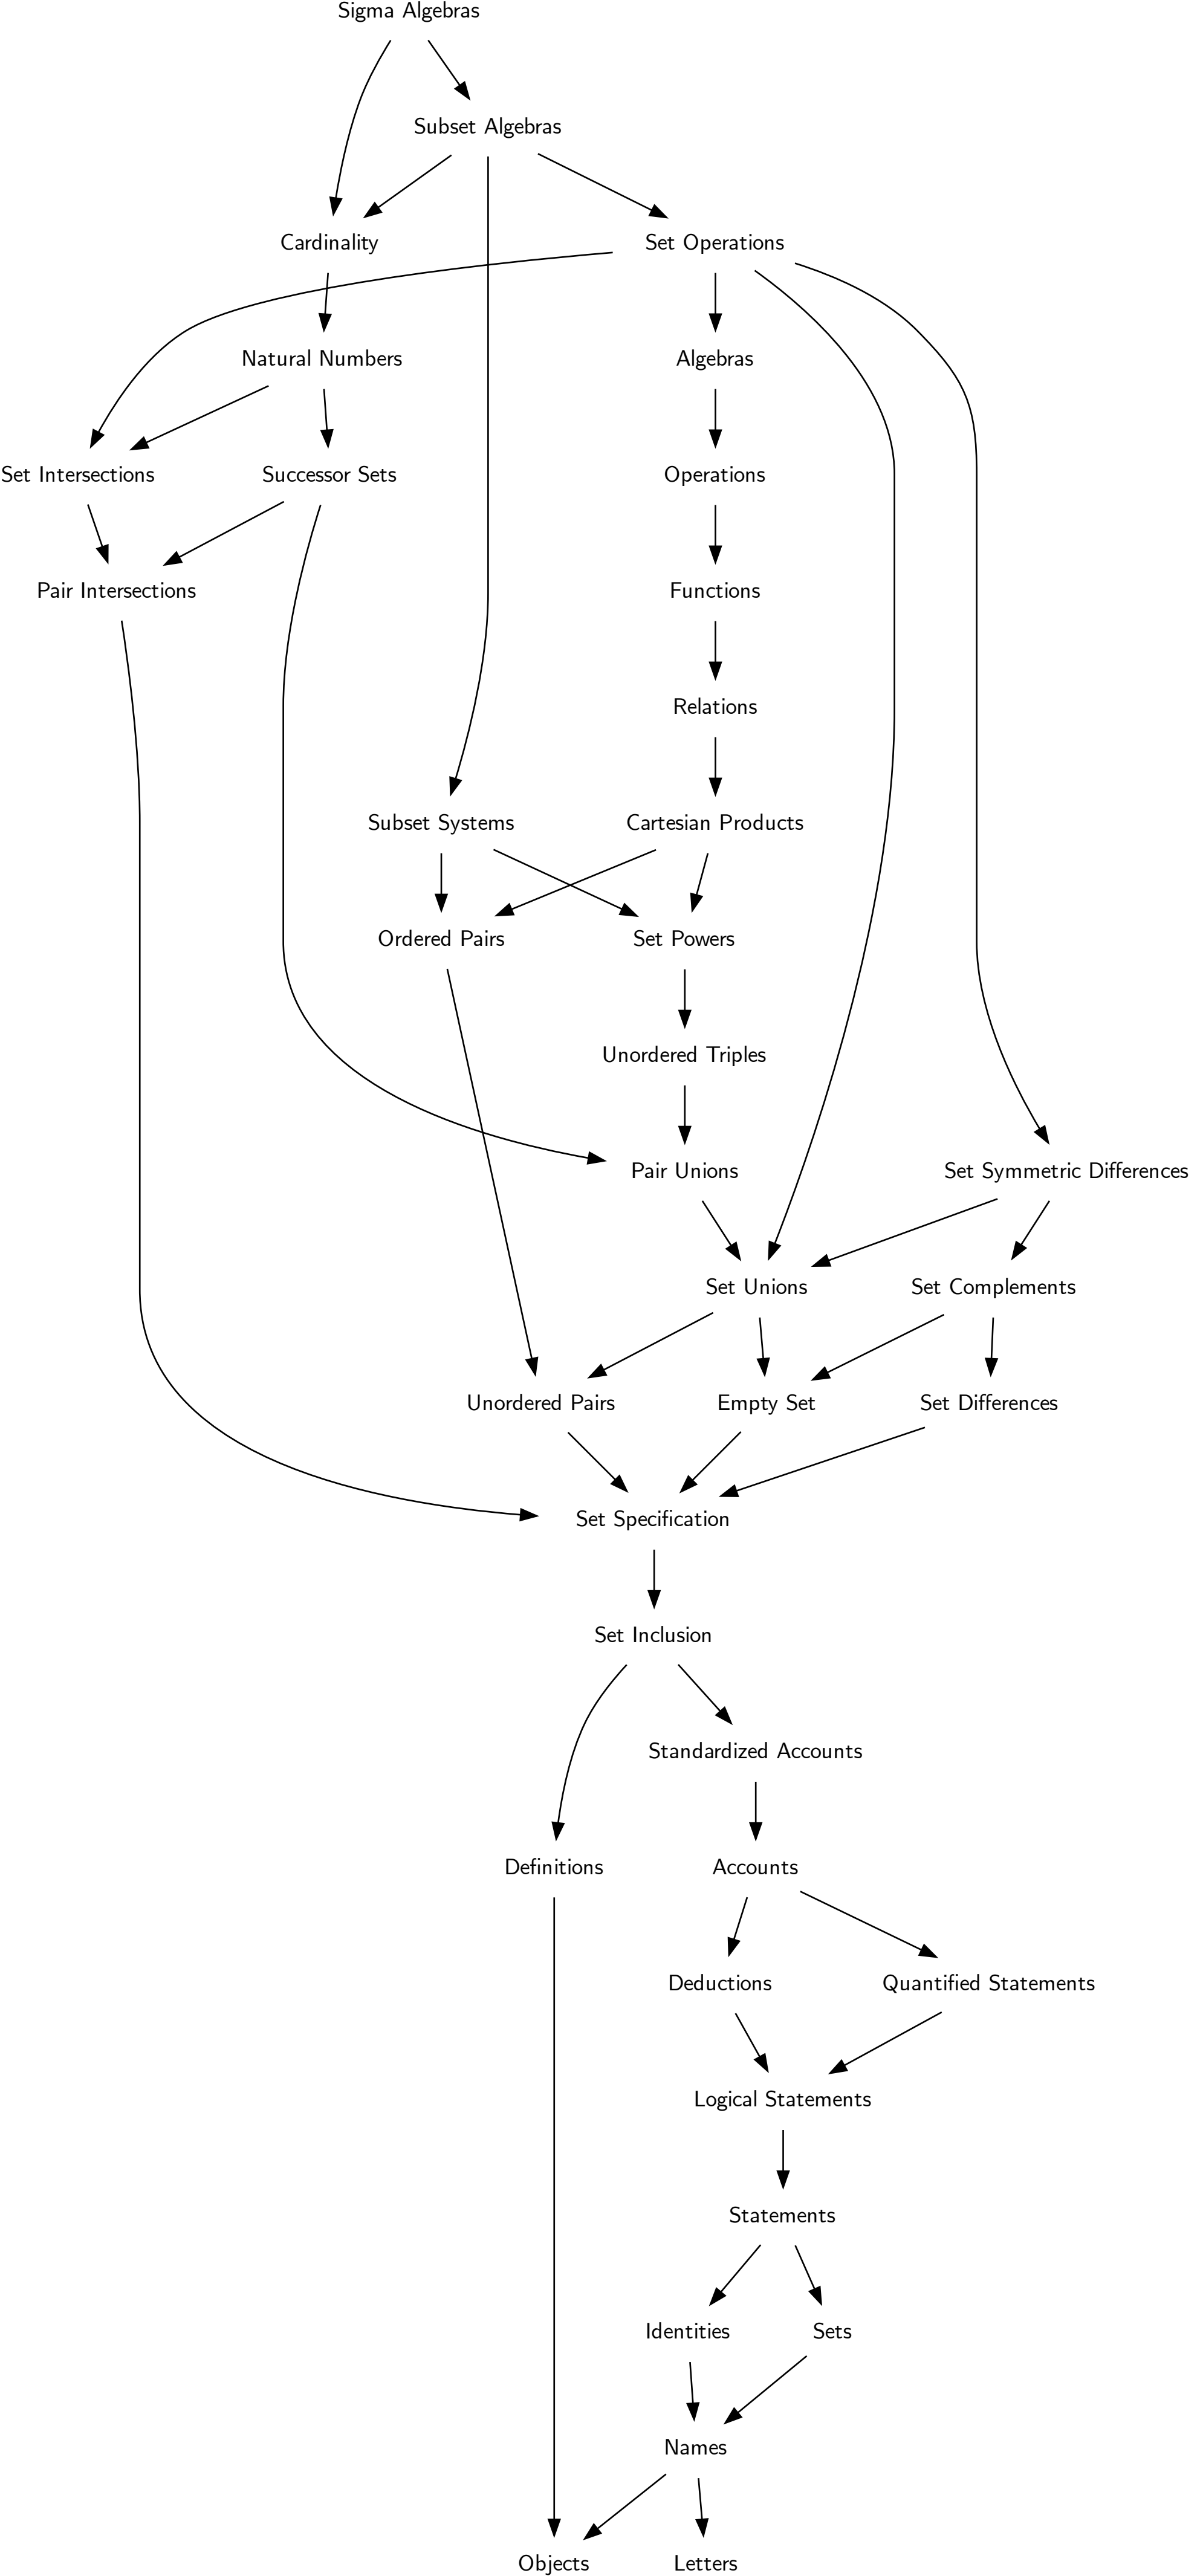 Sigma Algebras
Subset Algebras
Cardinality
Set Operations
Natural Numbers
Algebras
Set Intersections
Successor Sets
Operations
Pair Intersections
Functions
Relations
Subset Systems
Cartesian Products
Ordered Pairs
Set Powers
Unordered Triples
Pair Unions
Set Symmetric Differences
Set Unions
Set Complements
Unordered Pairs
Empty Set
Set Differences
Set Specification
Set Inclusion
Standardized Accounts
Definitions
Accounts
Deductions
Quantified Statements
Logical Statements
Statements
Identities
Sets
Names
Objects
Letters